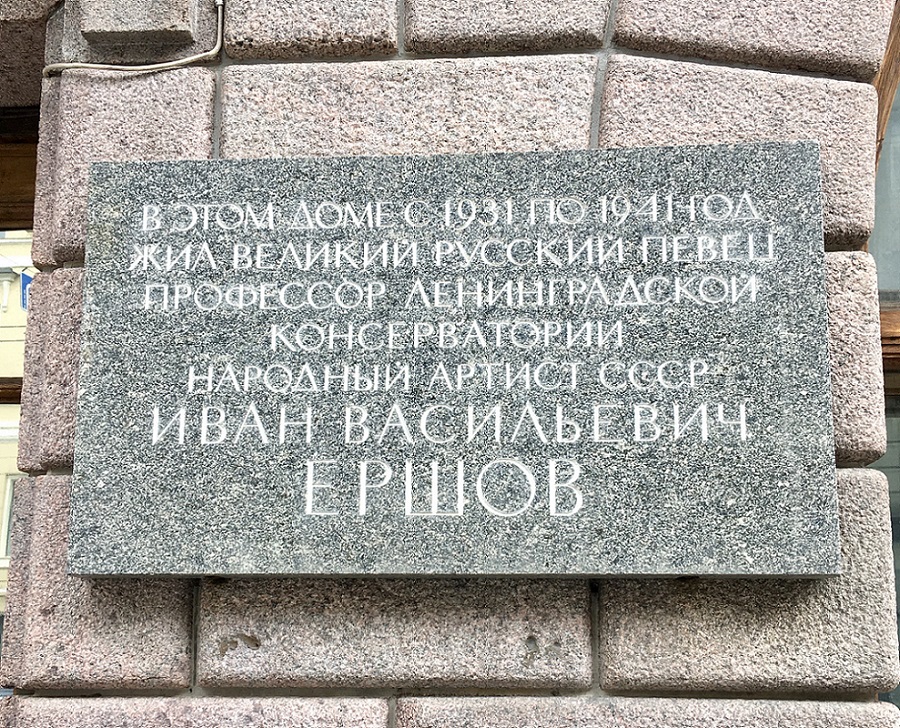 В ЭТОМ ДОМЕ С 1931 ПО 1941 ГОД
ЖИЛ ВЕЛИКИЙ РУССКИЙ ПЕВЕЦ
ПРОФЕССОР ЛЕНИНГРАДСКОЙ
КОНСЕРВАТОРИИ
НАРОДНЫЙ АРТИСТ СССР
ИВАН ВАСИЛЬЕВИЧ
ЕРШОВ